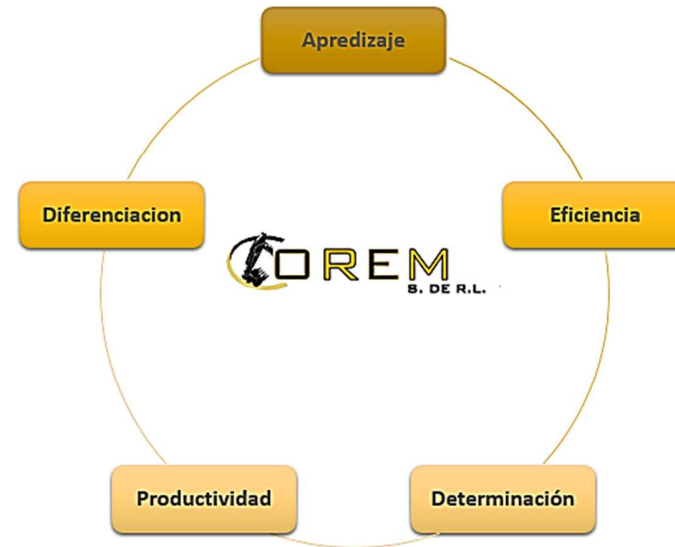 Apredizaje
Diferenciacion
Eficiencia
COREM
S. DE R.L.
Productividad
Determinación